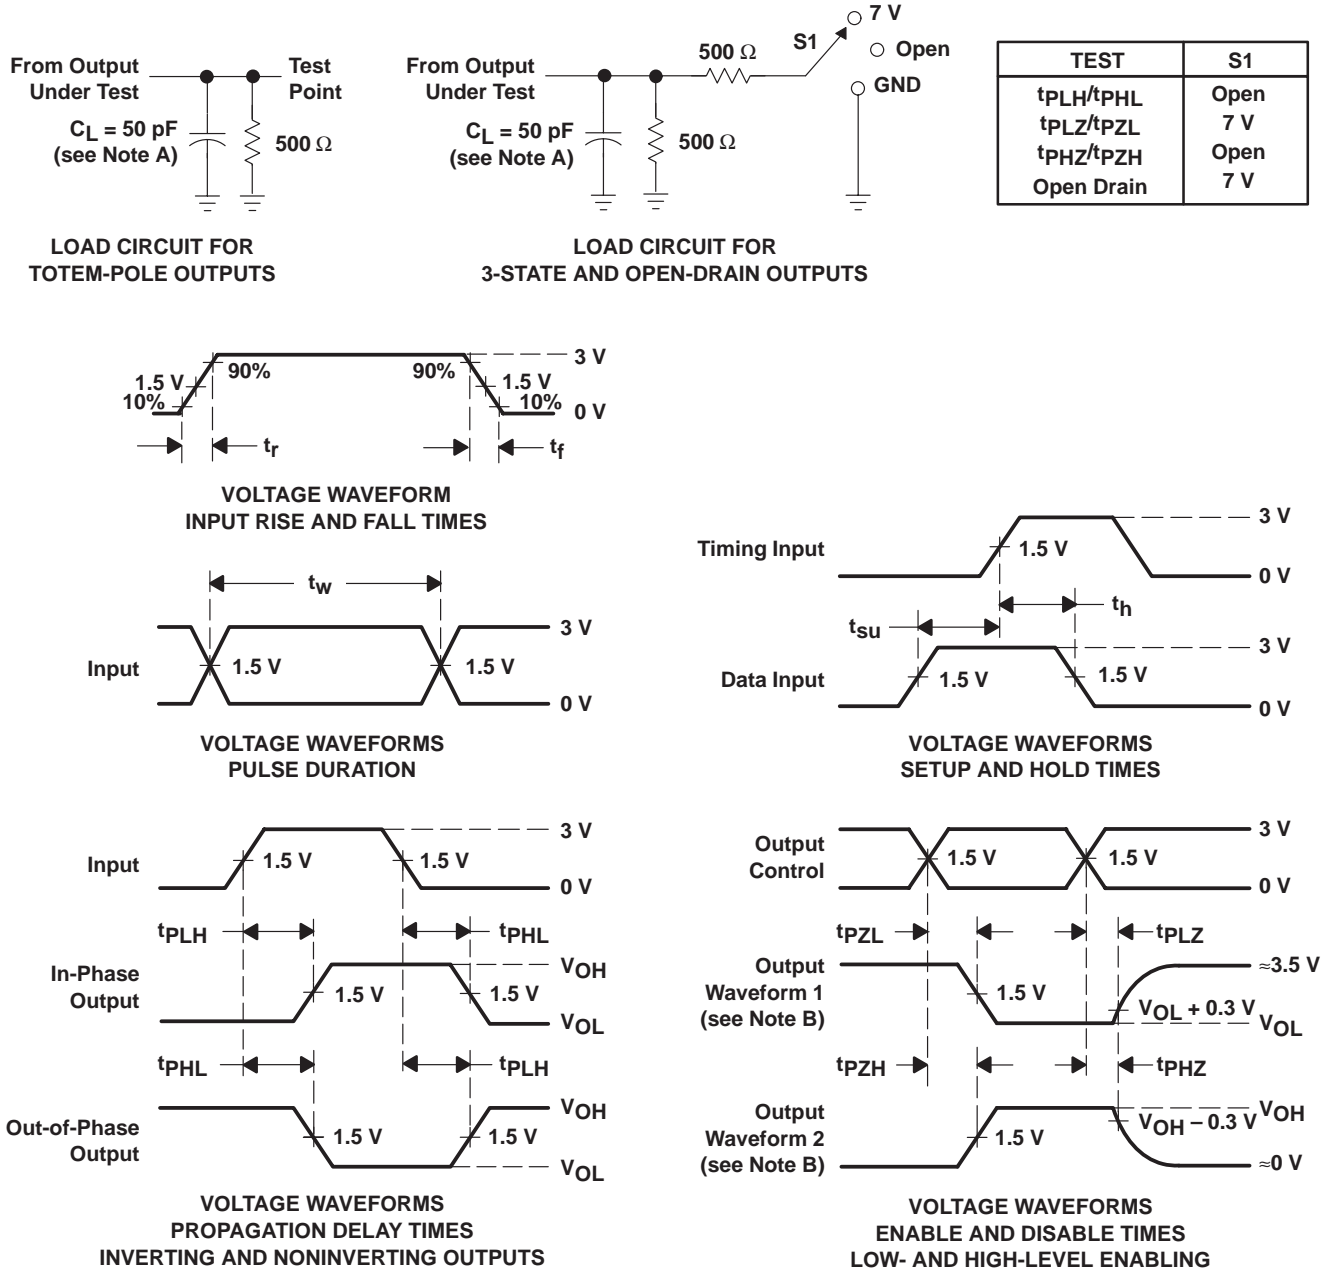 From Output
Under Test
Test
Point
CL = 50 pF
(see Note A)
500 Ω
LOAD CIRCUIT FOR
TOTEM-POLE OUTPUTS
From Output
Under Test
CL = 50 pF
(see Note A)
500 Ω
500 Ω
S1
7 V
Open
GND
LOAD CIRCUIT FOR
3-STATE AND OPEN-DRAIN OUTPUTS
TEST S1
tPLH/tPHL Open
tPLZ/tPZL 7 V
tPHZ/tPZH Open
Open Drain 7 V
1.5 V 90% 90% 1.5 V 3 V
10% 10% 0 V
tr tf
VOLTAGE WAVEFORM
INPUT RISE AND FALL TIMES
tw
3 V
Input 1.5 V 1.5 V
0 V
VOLTAGE WAVEFORMS
PULSE DURATION
3 V
Timing Input 1.5 V
0 V
th
tsu
3 V
Data Input 1.5 V 1.5 V
0 V
VOLTAGE WAVEFORMS
SETUP AND HOLD TIMES
3 V
Input 1.5 V 1.5 V
0 V
tPLH tPHL
In-Phase
Output
1.5 V 1.5 V
VOH
VOL
tPHL tPLH
Out-of-Phase
Output
1.5 V 1.5 V
VOH
VOL
VOLTAGE WAVEFORMS
PROPAGATION DELAY TIMES
INVERTING AND NONINVERTING OUTPUTS
Output
Control
1.5 V 1.5 V
3 V
0 V
tPZL tPLZ
Output
Waveform 1
(see Note B)
1.5 V
VOL + 0.3 V
≈3.5 V
VOL
tPZH tPHZ
Output
Waveform 2
(see Note B)
1.5 V
VOH − 0.3 V
VOH
≈0 V
VOLTAGE WAVEFORMS
ENABLE AND DISABLE TIMES
LOW- AND HIGH-LEVEL ENABLING